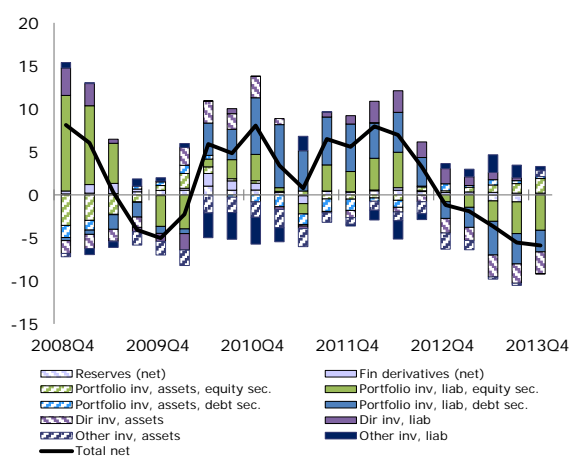 20
15
10
5
0
-5
-10
-15
2008Q4 2009Q4 2010Q4 2011Q4 2012Q4 2013Q4
Reserves (net) Fin derivatives (net)
Portfolio inv, assets, equity sec. Portfolio inv, liab, equity sec.
Portfolio inv, assets, debt sec. Portfolio inv, liab, debt sec.
Dir inv, assets Dir inv, liab
Other inv, assets Other inv, liab
Total net